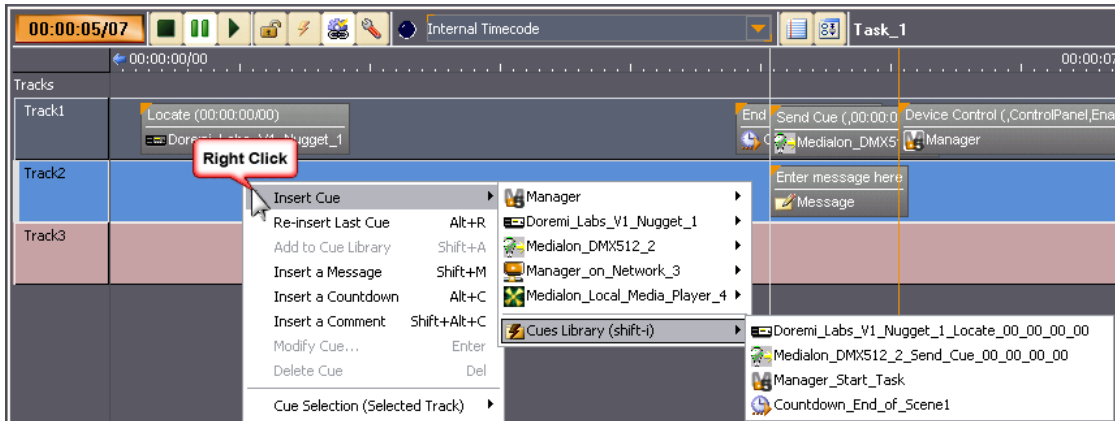 00:00:05/07
Internal Timecode
Task_1
00:00:00/00
00:00:07
Tracks
Track1
Locate (00:00:00/00)
Doremi_Labs_V1_Nugget_1
End
Send Cue (,00:00:0
Medialon_DMX5
Device Control (,ControlPanel,Ena
Manager
Right Click
Track2
Enter message here
Message
Track3
Insert Cue
Re-insert Last Cue Alt+R
Add to Cue Library Shift+A
Insert a Message Shift+M
Insert a Countdown Alt+C
Insert a Comment Shift+Alt+C
Modify Cue... Enter
Delete Cue Del
Cue Selection (Selected Track)
Manager
Doremi_Labs_V1_Nugget_1
Medialon_DMX512_2
Manager_on_Network_3
Medialon_Local_Media_Player_4
Cues Library (shift-i)
Doremi_Labs_V1_Nugget_1_Locate_00_00_00_00
Medialon_DMX512_2_Send_Cue_00_00_00_00
Manager_Start_Task
Countdown_End_of_Scene1